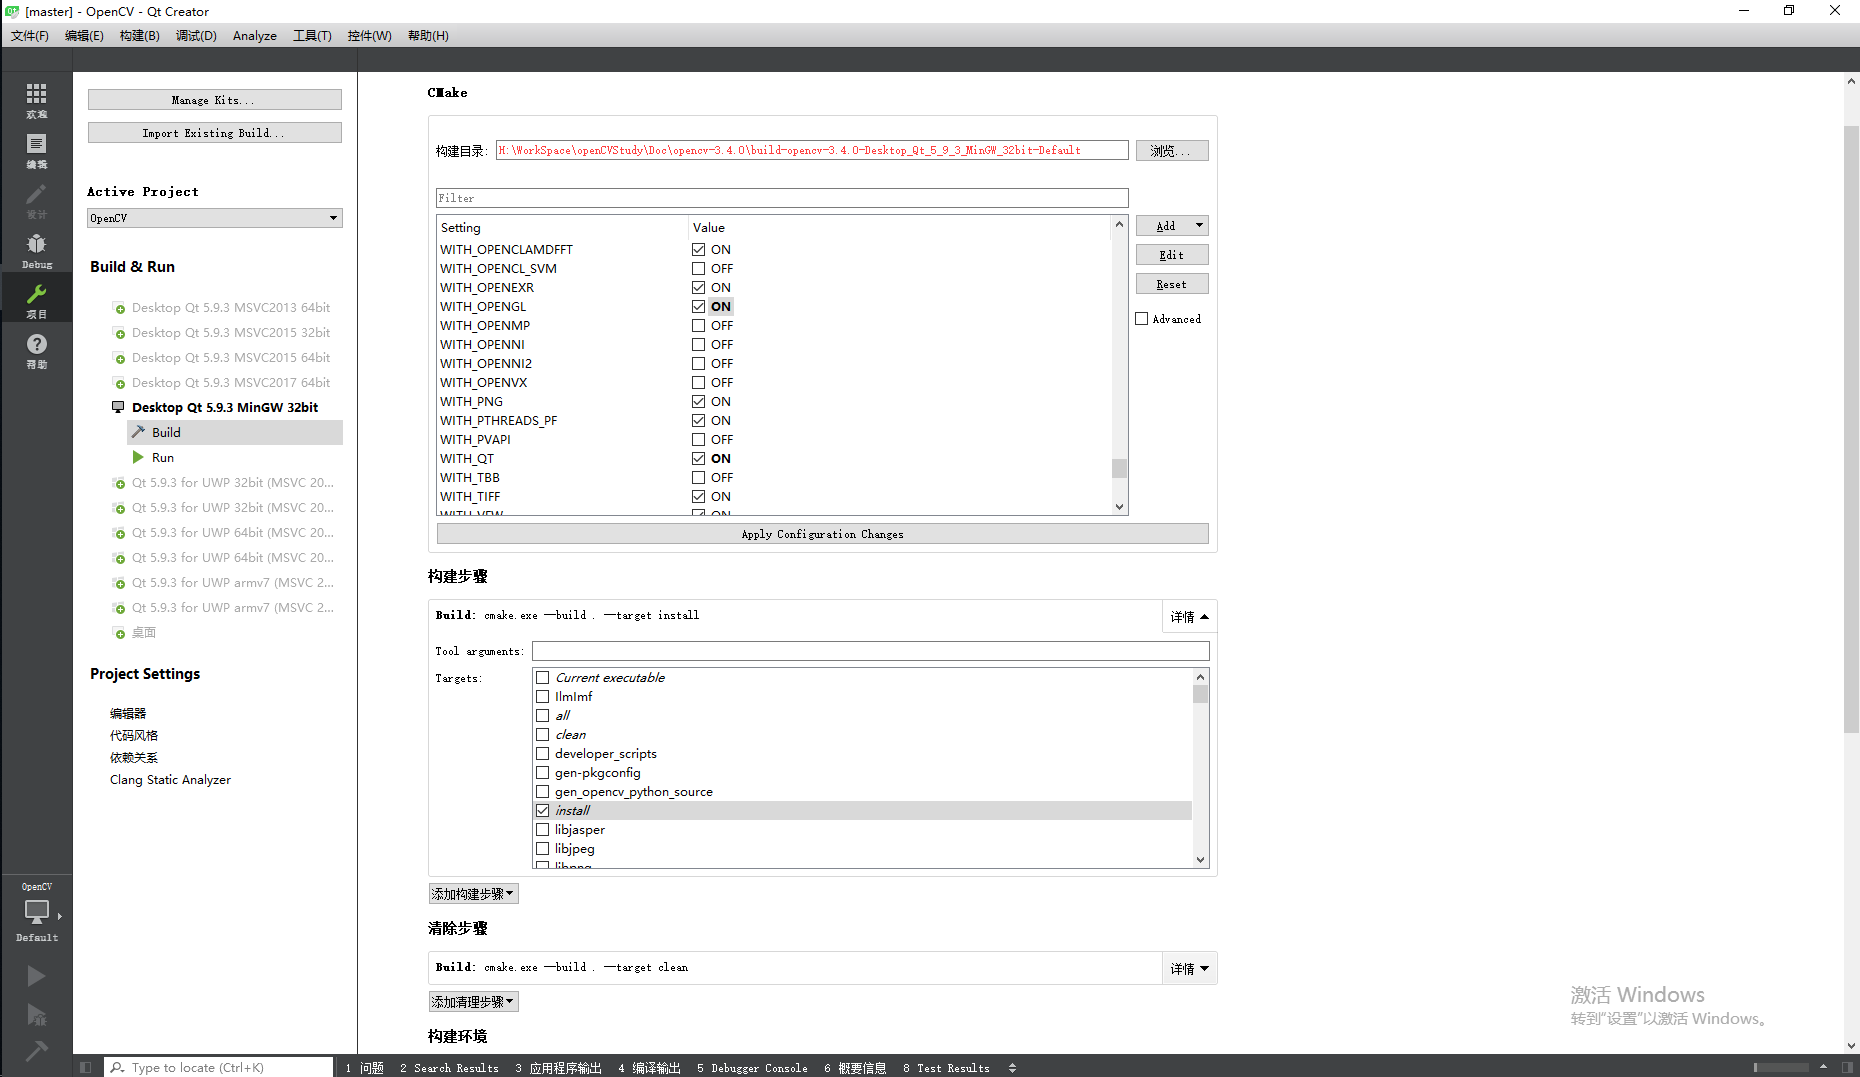 [master] - OpenCV - Qt Creator
文件(F) 编辑(E) 构建(B) 调试(D) Analyze 工具(T) 控件(W) 帮助(H)
欢迎
编辑
设计
Debug
项目
帮助
OpenCV
Default
Manage Kits...
Import Existing Build...
Active Project
OpenCV
Build & Run
Desktop Qt 5.9.3 MSVC2013 64bit
Desktop Qt 5.9.3 MSVC2015 32bit
Desktop Qt 5.9.3 MSVC2015 64bit
Desktop Qt 5.9.3 MSVC2017 64bit
Desktop Qt 5.9.3 MinGW 32bit
Build
Run
Qt 5.9.3 for UWP 32bit (MSVC 20...
Qt 5.9.3 for UWP 32bit (MSVC 20...
Qt 5.9.3 for UWP 64bit (MSVC 20...
Qt 5.9.3 for UWP 64bit (MSVC 20...
Qt 5.9.3 for UWP armv7 (MSVC 2...
Qt 5.9.3 for UWP armv7 (MSVC 2...
桌面
Project Settings
编辑器
代码风格
依赖关系
Clang Static Analyzer
CMake
构建目录: H:\WorkSpace\openCVStudy\Doc\opencv-3.4.0\build-opencv-3.4.0-Desktop_Qt_5_9_3_MinGW_32bit-Default 浏览...
Filter
Setting Value
WITH_OPENCLAMDFFT ON
WITH_OPENCL_SVM OFF
WITH_OPENEXR ON
WITH_OPENGL ON
WITH_OPENMP OFF
WITH_OPENNI OFF
WITH_OPENNI2 OFF
WITH_OPENVX OFF
WITH_PNG ON
WITH_PTHREADS_PF ON
WITH_PVAPI OFF
WITH_QT ON
WITH_TBB OFF
WITH_TIFF ON
WITH_VFW ON
Add
Edit
Reset
Advanced
Apply Configuration Changes
构建步骤
Build: cmake.exe --build . --target install 详情
Tool arguments:
Targets:
Current executable
IlmImf
all
clean
developer_scripts
gen-pkgconfig
gen_opencv_python_source
install
libjasper
libjpeg
libpng
添加构建步骤
清除步骤
Build: cmake.exe --build . --target clean 详情
添加清理步骤
构建环境
激活 Windows
转到“设置”以激活 Windows。
Type to locate (Ctrl+K) 1 问题 2 Search Results 3 应用程序输出 4 编译输出 5 Debugger Console 6 概要信息 8 Test Results